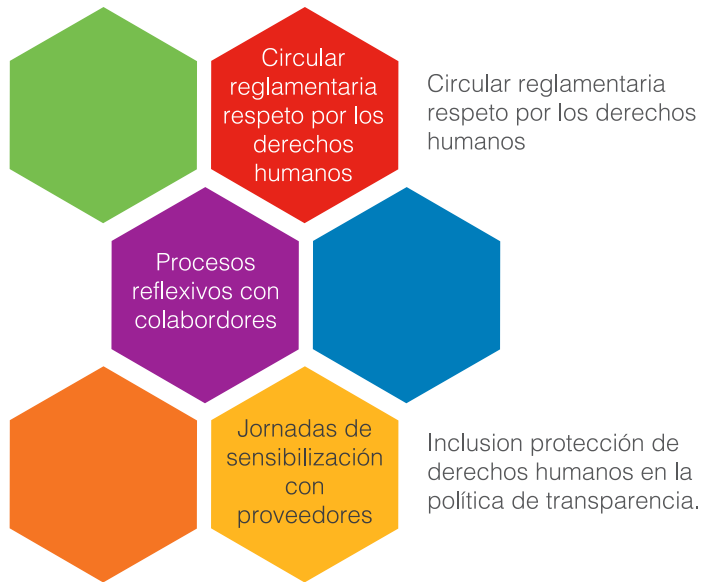 Circular
reglamentaria
respeto por los
derechos
humanos
Circular reglamentaria
respeto por los derechos
humanos
Procesos
reflexivos con
colabordores
Jornadas de
sensibilización
con
proveedores
Inclusion protección de
derechos humanos en la
política de transparencia.